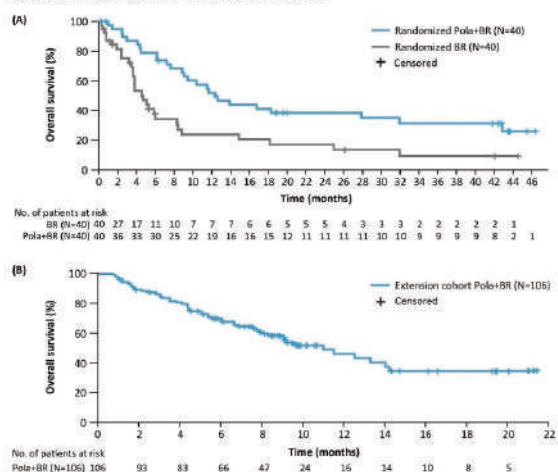 (A)
Overall survival (%)
100
80
60
40
20
0
Randomized Pola+BR (N=40)
Randomized BR (N=40)
Censored
0 2 4 6 8 10 12 14 16 18 20 22 24 26 28 30 32 34 36 38 40 42 44 46
Time (months)
No. of patients at risk
BR (N=40) 40 27 17 11 10 7 7 7 6 6 5 5 5 4 3 3 3 2 2 2 2 2 1
Pola+BR (N=40) 40 36 33 30 25 22 19 16 16 15 12 11 11 11 11 10 10 9 9 9 9 8 2 1
(B)
Overall survival (%)
100
80
60
40
20
0
Extension cohort Pola+BR (N=106)
Censored
0 2 4 6 8 10 12 14 16 18 20 22
Time (months)
No. of patients at risk
Pola+BR (N=106) 106 93 83 66 47 24 16 14 10 8 5